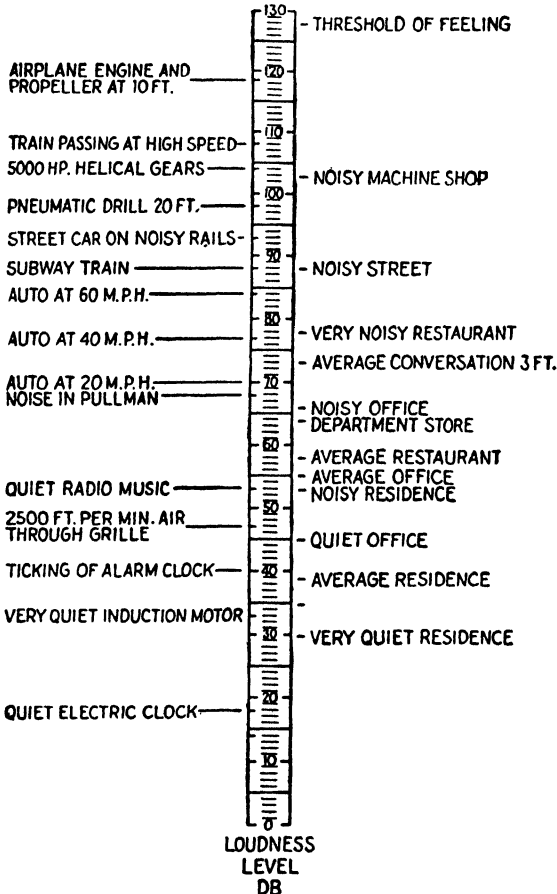 130
THRESHOLD OF FEELING
120
AIRPLANE ENGINE AND
PROPELLER AT 10 FT.
110
TRAIN PASSING AT HIGH SPEED
5000 HP. HELICAL GEARS
NOISY MACHINE SHOP
100
PNEUMATIC DRILL 20 FT.
STREET CAR ON NOISY RAILS
90
SUBWAY TRAIN
NOISY STREET
AUTO AT 60 M.P.H.
80
VERY NOISY RESTAURANT
AUTO AT 40 M.P.H.
AVERAGE CONVERSATION 3 FT.
70
AUTO AT 20 M.P.H.
NOISE IN PULLMAN
NOISY OFFICE
DEPARTMENT STORE
60
AVERAGE RESTAURANT
AVERAGE OFFICE
QUIET RADIO MUSIC
NOISY RESIDENCE
50
2500 FT. PER MIN. AIR
THROUGH GRILLE
QUIET OFFICE
40
TICKING OF ALARM CLOCK
AVERAGE RESIDENCE
VERY QUIET INDUCTION MOTOR
30
VERY QUIET RESIDENCE
20
QUIET ELECTRIC CLOCK
10
0
LOUDNESS
LEVEL
DB